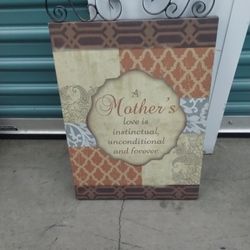 A
Mother's
love is
instinctual,
unconditional
and forever.